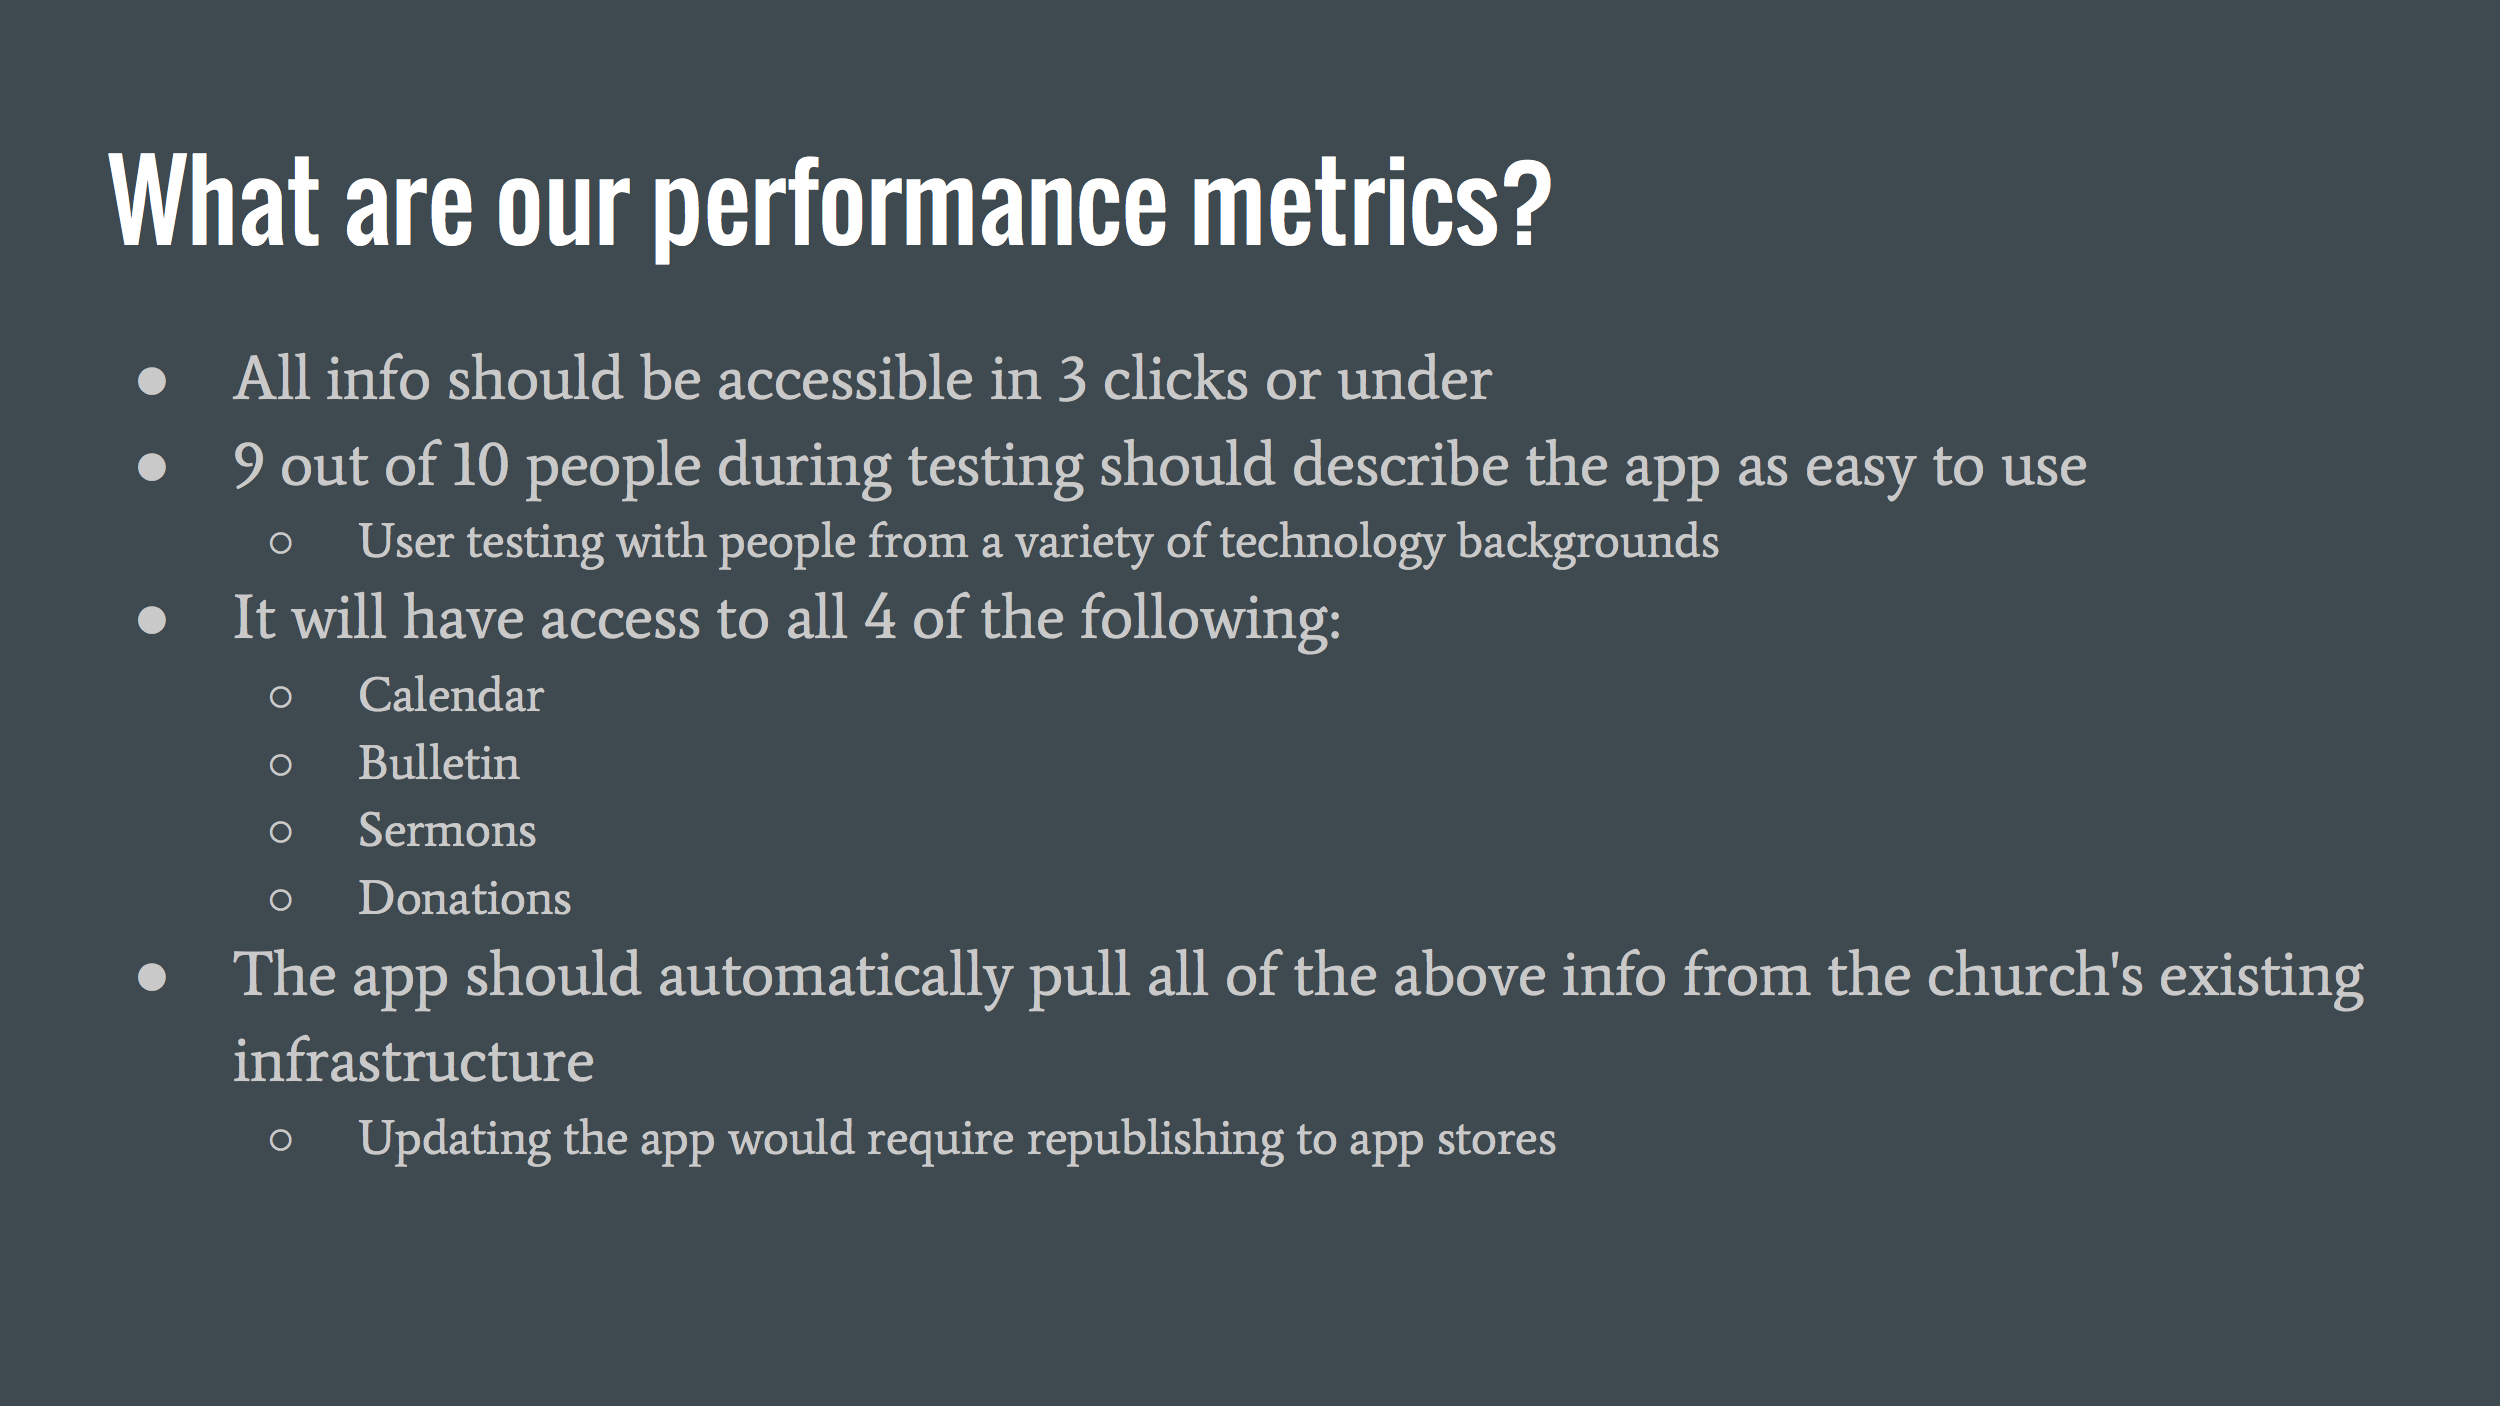 What are our performance metrics?
● All info should be accessible in 3 clicks or under
● 9 out of 10 people during testing should describe the app as easy to use
○ User testing with people from a variety of technology backgrounds
● It will have access to all 4 of the following:
○ Calendar
○ Bulletin
○ Sermons
○ Donations
● The app should automatically pull all of the above info from the church's existing
infrastructure
○ Updating the app would require republishing to app stores